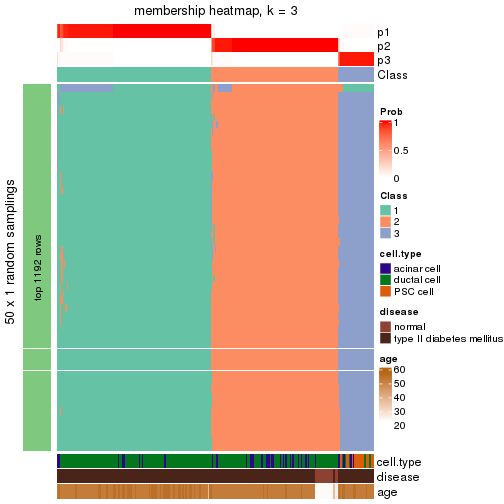 membership heatmap, k = 3
p1
p2
p3
Class
50 x 1 random samplings
top 1192 rows
Prob
1
0.5
0
Class
1
2
3
cell.type
acinar cell
ductal cell
PSC cell
disease
normal
type II diabetes mellitus
age
60
50
40
30
20
cell.type
disease
age